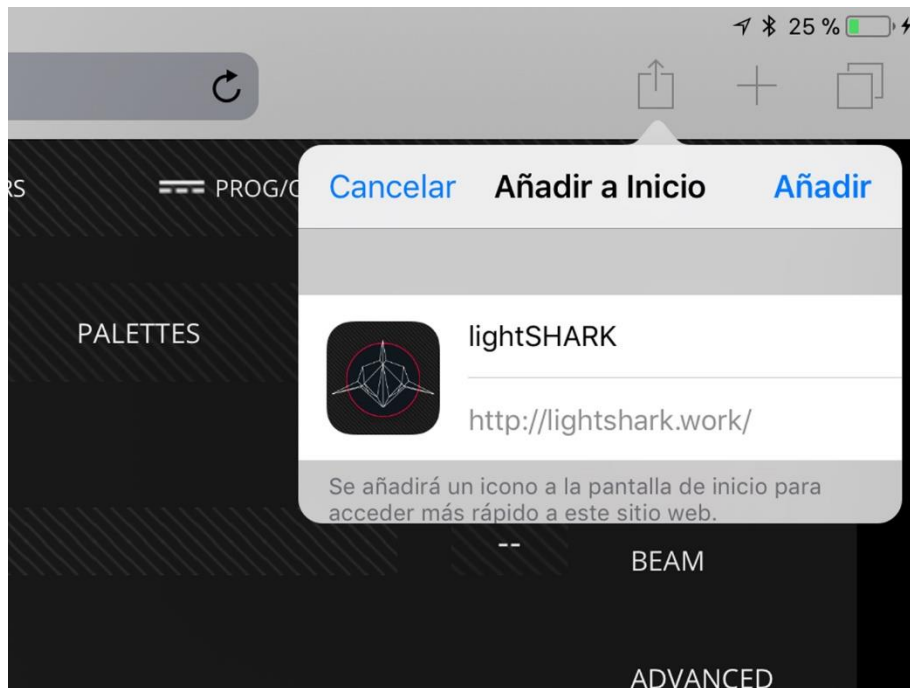 25 %
RS
PROG/C
Cancelar Añadir a Inicio Añadir
PALETTES
lightSHARK
http://lightshark.work/
Se añadirá un icono a la pantalla de inicio para
acceder más rápido a este sitio web.
--
BEAM
ADVANCED